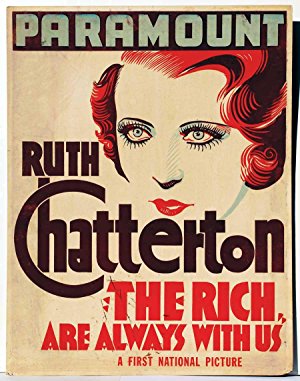 PARAMOUNT
RUTH
Chatterton
THE RICH
ARE ALWAYS WITH US
A FIRST NATIONAL PICTURE